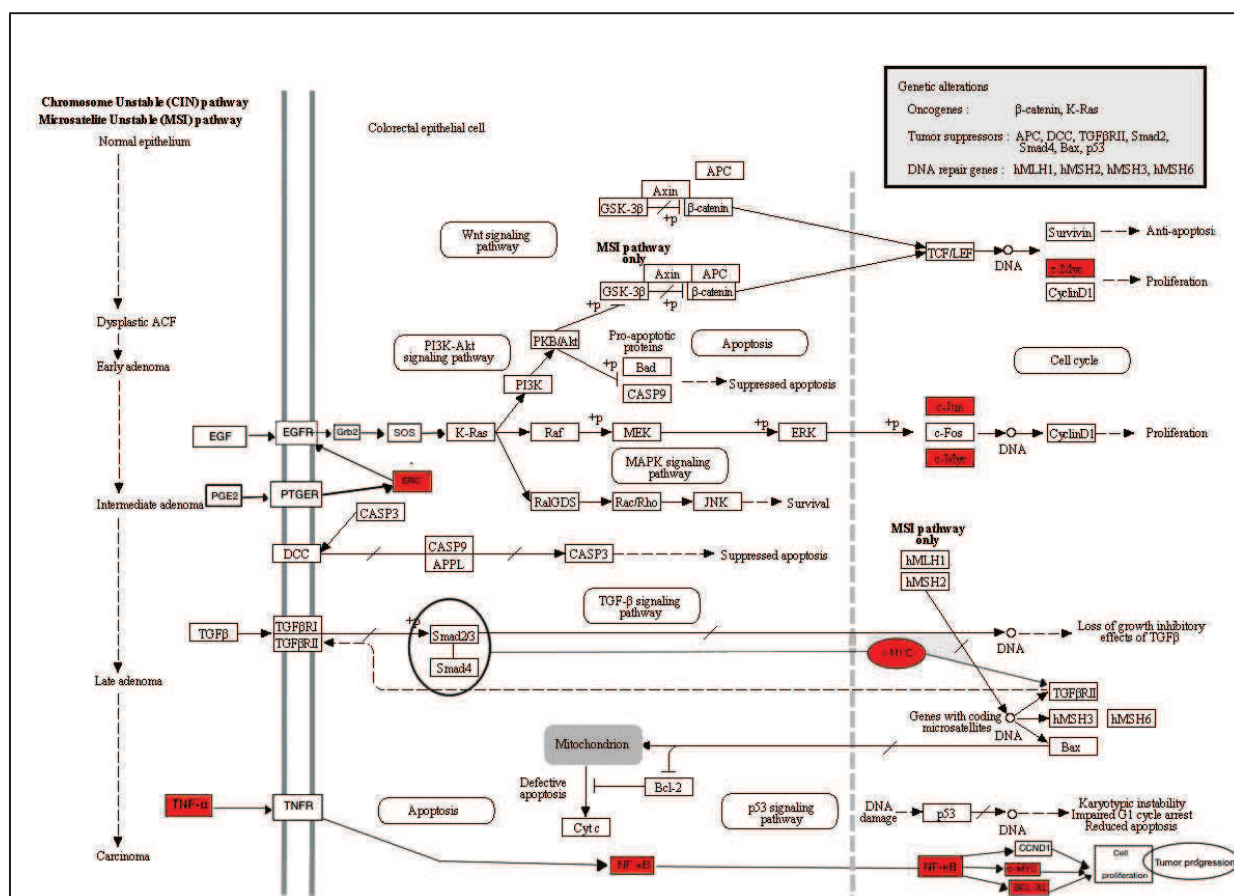 Chromosome Unstable (CIN) pathway
Microsatelite Unstable (MSI) pathway
Normal epithelium
Dysplastic ACF
Early adenoma
Intermediate adenoma
Late adenoma
Carcinoma
Colorectal epithelial cell
Genetic alterations
Oncogenes : β-catenin, K-Ras
Tumor suppressors : APC, DCC, TGFβRII, Smad2,
Smad4, Bax, p53
DNA repair genes : hMLH1, hMSH2, hMSH3, hMSH6
APC
Axin
GSK-3β
+p
β-catenin
Wnt signaling
pathway
MSI pathway
only
Axin
APC
GSK-3β
+p
β-catenin
TCF/LEF
DNA
Survivin
Anti-apoptosi
c-Myc
CyclinD1
Proliferation
+p
PKB/Akt
PI3K-Akt
signaling pathway
Pro-apoptotic
proteins
Apoptosis
Cell cycle
+p
Bad
CASP9
Suppressed apoptosis
PI3K
EGF
EGFR
Grb2
SOS
K-Ras
Raf
+p
MEK
+p
ERK
+p
c-Jun
c-Fos
c-Myc
DNA
CyclinD1
Proliferation
MAPK signaling
pathway
SRC
PGE2
PTGER
RalGDS
Rac/Rho
JNK
Survival
CASP3
DCC
CASP9
APPL
CASP3
Suppressed apoptosis
MSI pathway
only
hMLH1
hMSH2
TGF-β signaling
pathway
TGFβ
TGFβRI
TGFβRII
+p
Smad2/3
Smad4
DNA
Loss of growth inhibitory
effects of TGFβ
c-MYC
TGFβRII
Genes with coding
microsatellites
DNA
hMSH3
hMSH6
Bax
Mitochondrion
Defective
apoptosis
Bcl-2
Cyt c
TNF-α
TNFR
Apoptosis
p53 signaling
pathway
DNA
damage
p53
DNA
Karyotypic instability
Impaired G1 cycle arrest
Reduced apoptosis
NF-κB
NF-κB
CCND1
c-MYC
BCL-XL
Cell
proliferation
Tumor prdgression